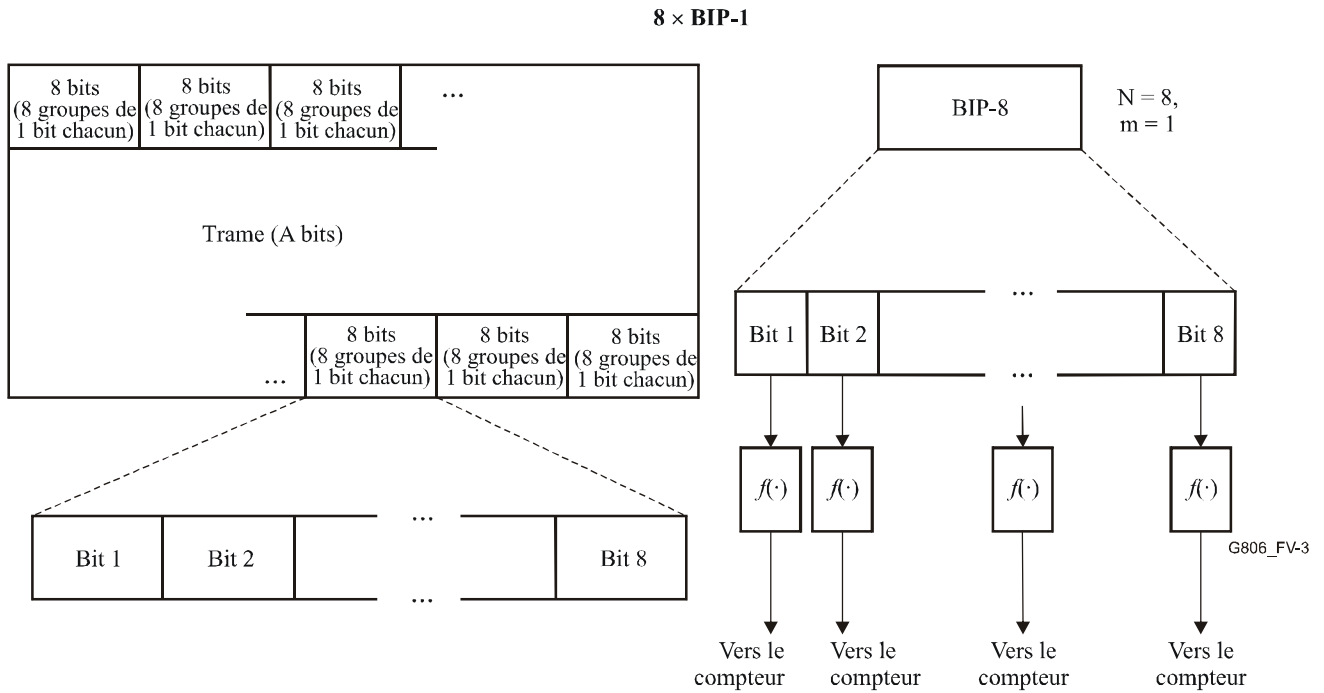 8 × BIP-1
8 bits
(8 groupes de
1 bit chacun)
8 bits
(8 groupes de
1 bit chacun)
8 bits
(8 groupes de
1 bit chacun)
...
Trame (A bits)
...
8 bits
(8 groupes de
1 bit chacun)
8 bits
(8 groupes de
1 bit chacun)
8 bits
(8 groupes de
1 bit chacun)
Bit 1
Bit 2
...
...
Bit 8
BIP-8
N = 8,
m = 1
Bit 1
Bit 2
...
...
Bit 8
f(·)
f(·)
f(·)
f(·)
G806_FV-3
Vers le
compteur
Vers le
compteur
Vers le
compteur
Vers le
compteur